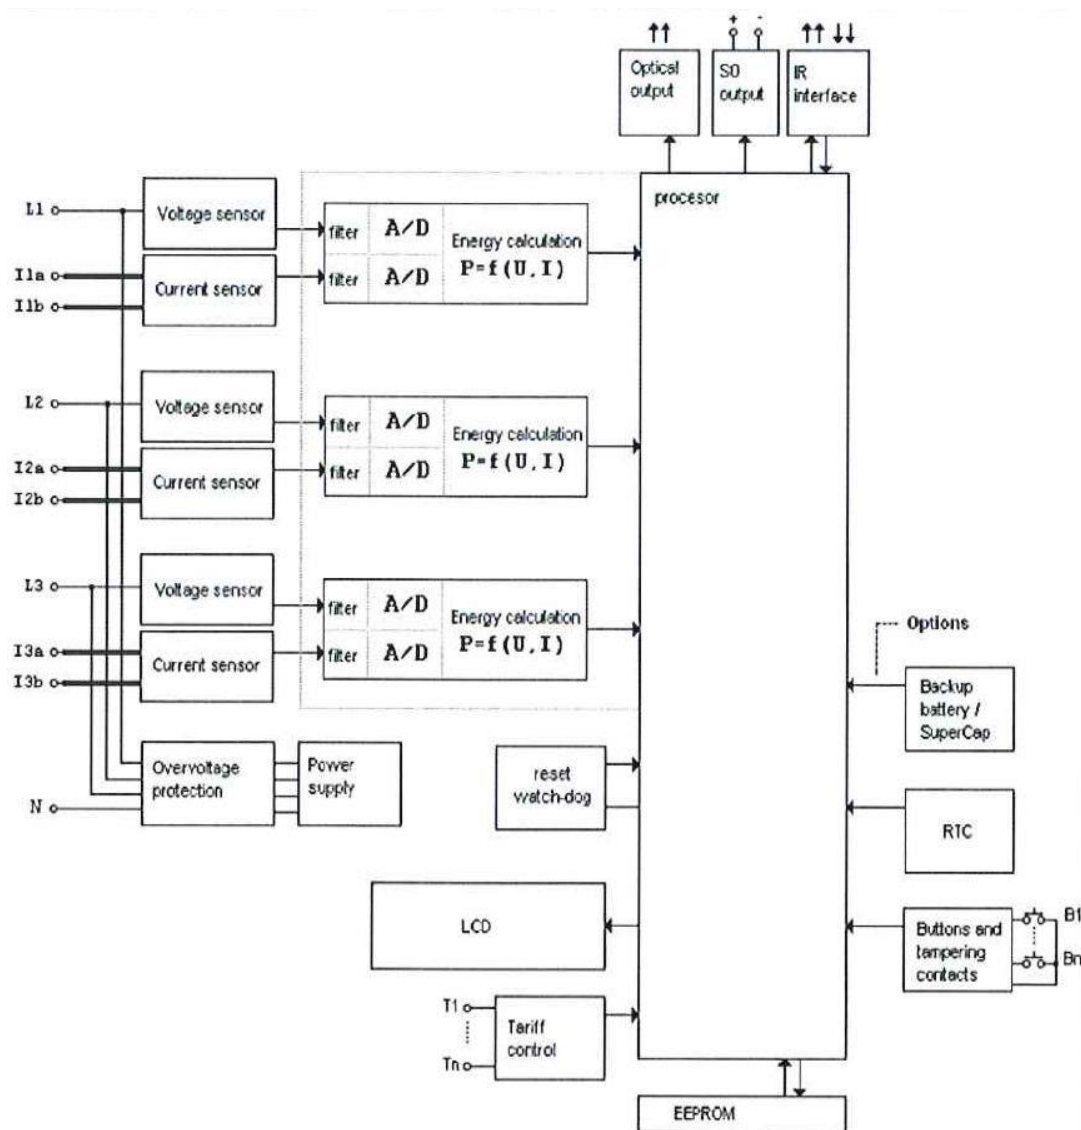 + -
Optical
output
S0
output
IR
interface
procesor
L1
Voltage sensor
I1a
Current sensor
I1b
filter A/D
filter A/D
Energy calculation
P=f(U,I)
L2
Voltage sensor
I2a
Current sensor
I2b
filter A/D
filter A/D
Energy calculation
P=f(U,I)
L3
Voltage sensor
I3a
Current sensor
I3b
filter A/D
filter A/D
Energy calculation
P=f(U,I)
Options
Backup
battery /
SuperCap
N
Overvoltage
protection
Power
supply
reset
watch-dog
RTC
LCD
Buttons and
tampering
contacts
B1
Bn
T1
Tn
Tariff
control
EEPROM